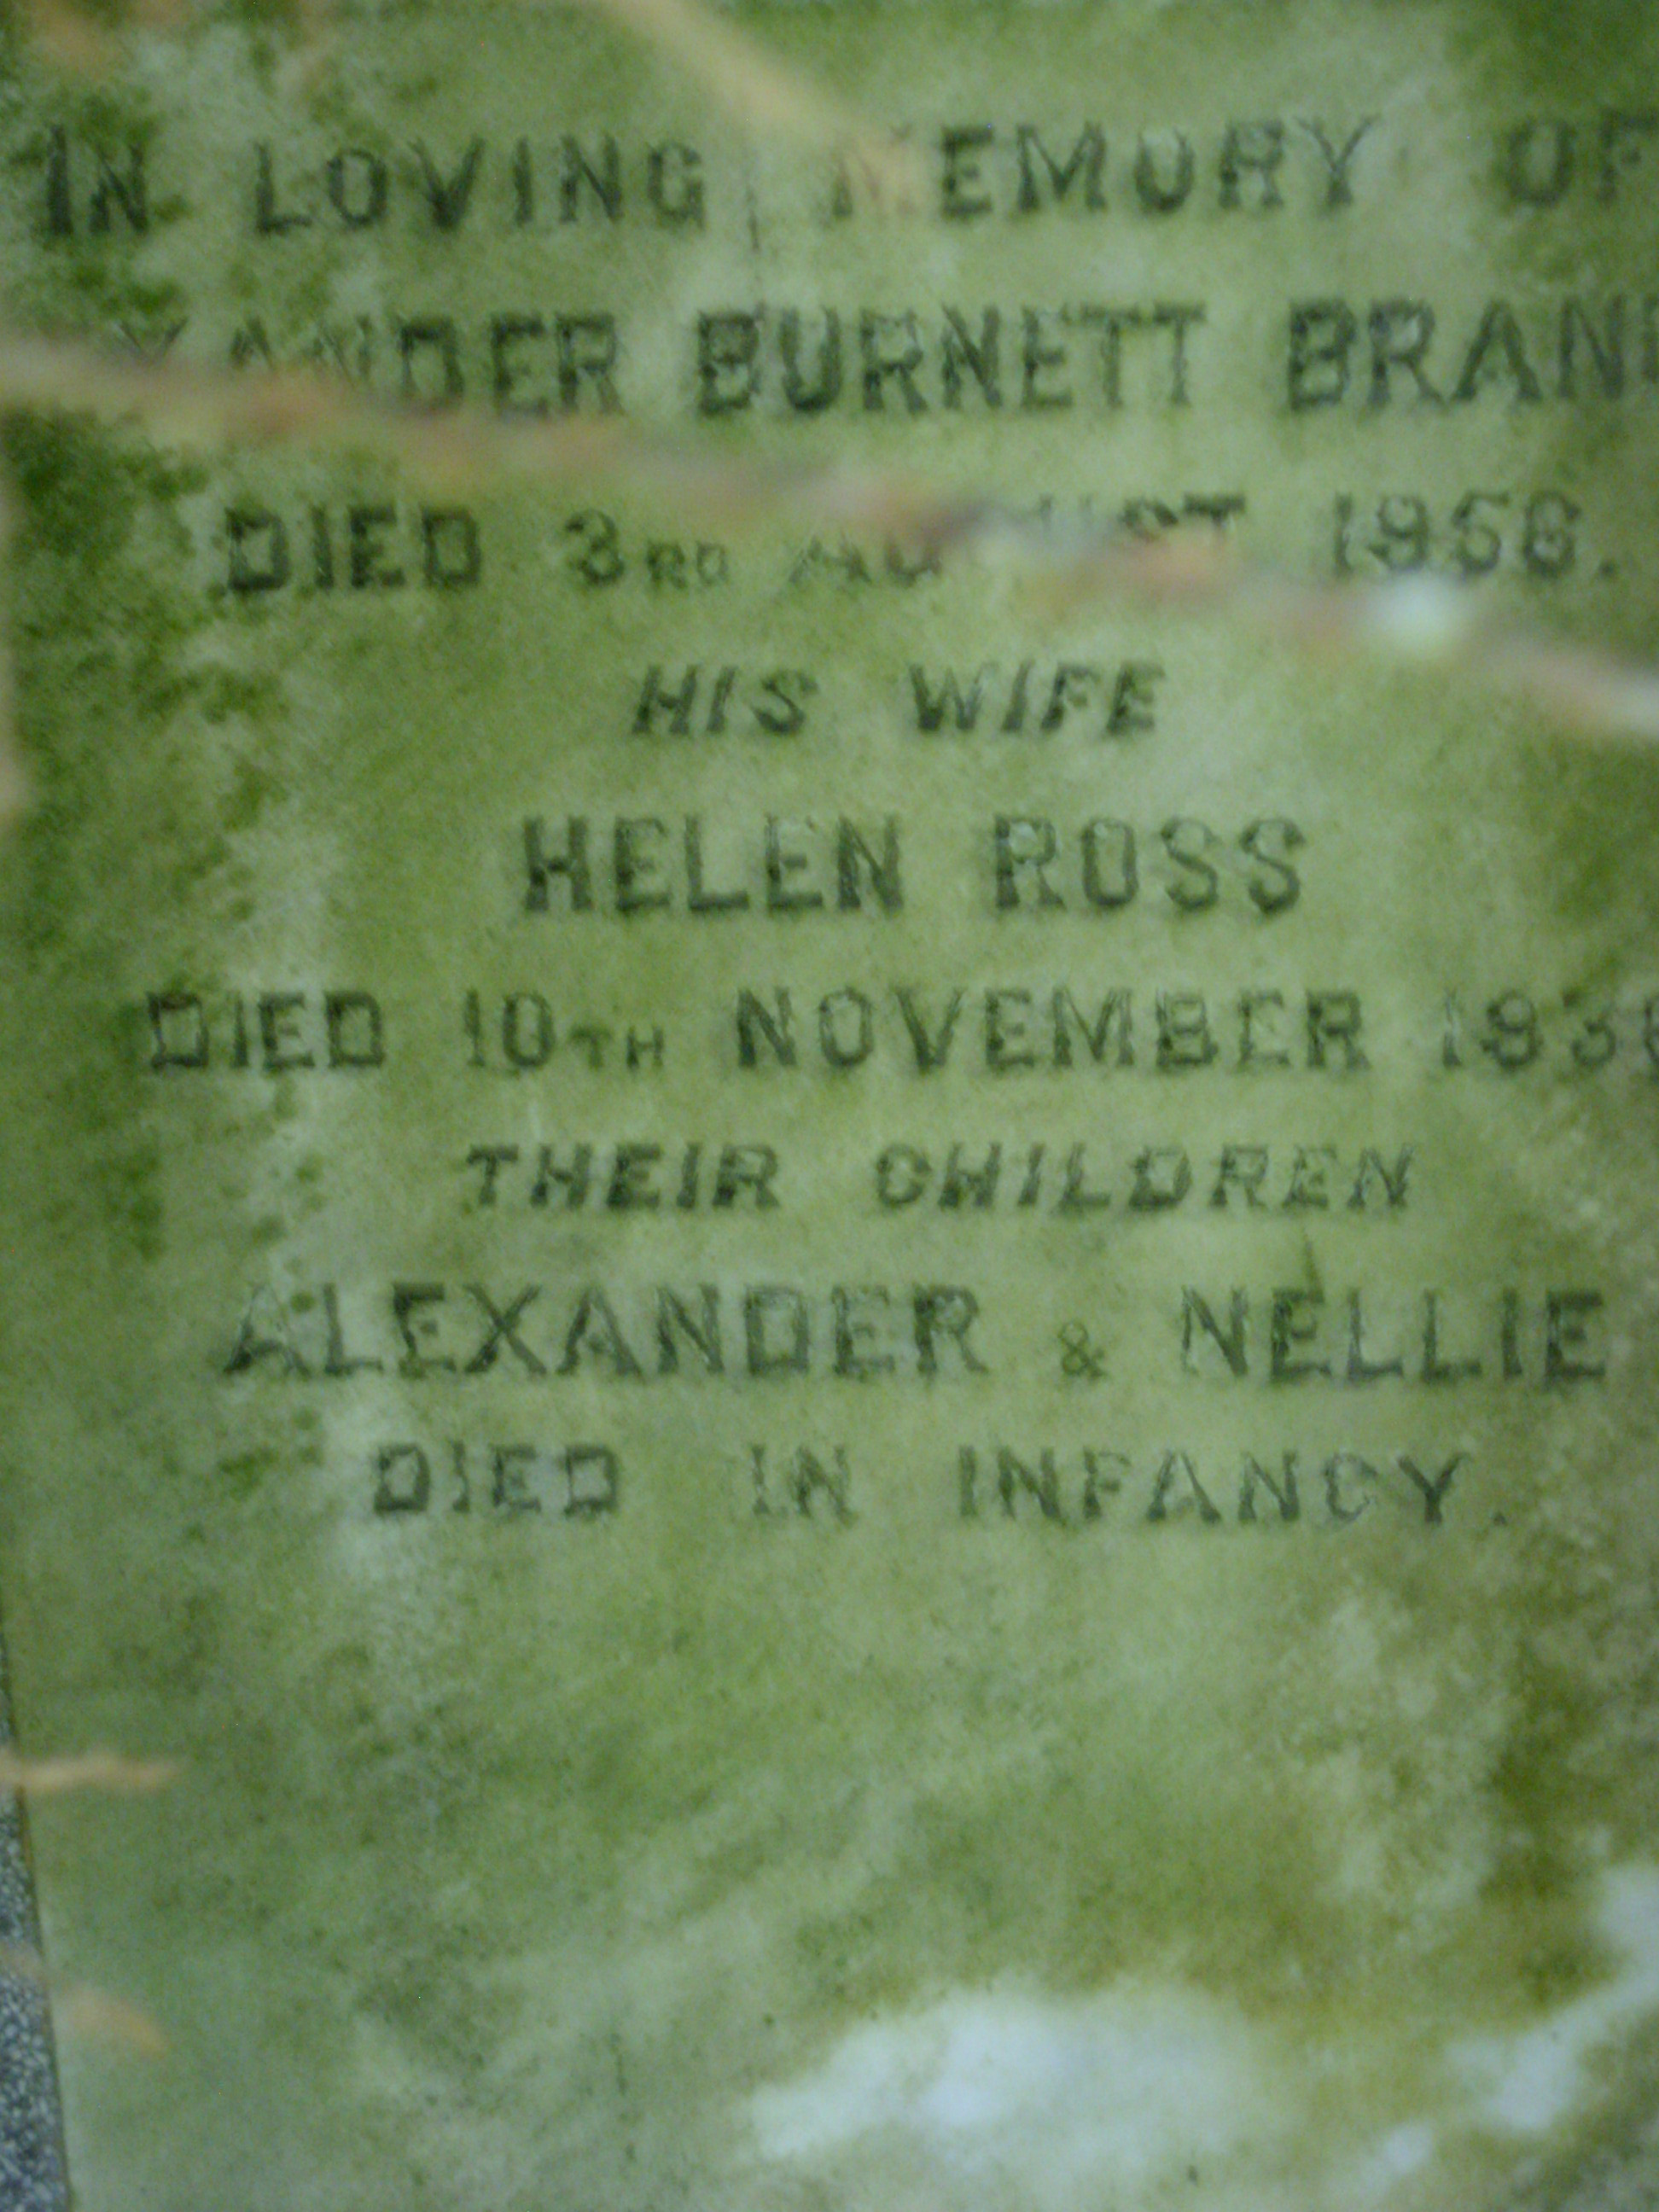 IN LOVING MEMORY OF
BURNETT
DIED 3RD AUGUST
HIS WIFE
HELEN ROSS
DIED 10TH NOVEMBER
THEIR CHILDREN
ALEXANDER & NELLIE
DIED IN INFANCY.